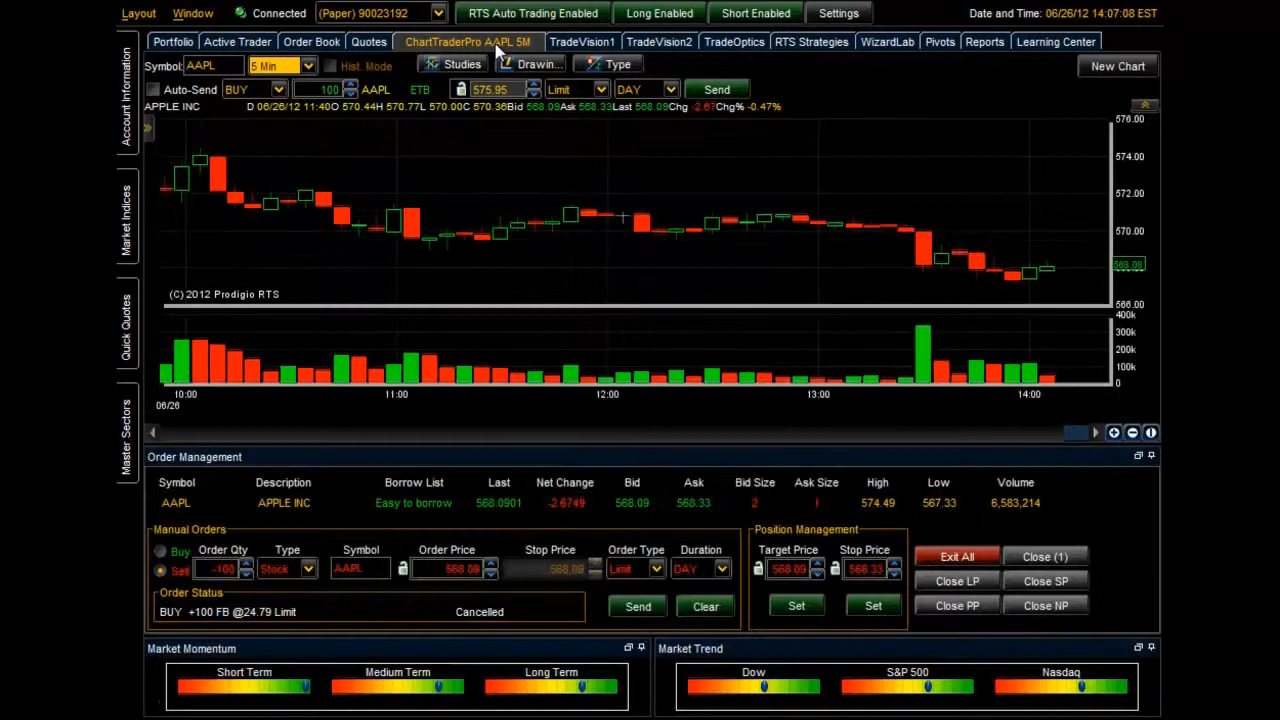 Layout Window Connected (Paper) 90023192 RTS Auto Trading Enabled Long Enabled Short Enabled Settings Date and Time: 06/26/12 14:07:08 EST
Portfolio Active Trader Order Book Quotes ChartTraderPro AAPL 5M TradeVision1 TradeVision2 TradeOptics RTS Strategies WizardLab Pivots Reports Learning Center
Symbol: AAPL 5 Min Hist. Mode Studies Drawin... Type New Chart
Auto-Send BUY 100 AAPL ETB 575.95 Limit DAY Send
APPLE INC D 06/26/12 11:40O 570.44H 570.77L 570.00C 570.36Bid 568.09Ask 568.33Last 568.09Chg -2.67Chg% -0.47%
576.00
574.00
572.00
570.00
568.09
566.00
(C) 2012 Prodigio RTS
400k
300k
200k
100k
0
10:00 11:00 12:00 13:00 14:00
06/26
Account Information
Market Indices
Quick Quotes
Master Sectors
Order Management
Symbol Description Borrow List Last Net Change Bid Ask Bid Size Ask Size High Low Volume
AAPL APPLE INC Easy to borrow 568.0901 -2.6749 568.09 568.33 2 1 574.49 567.33 6,583,214
Manual Orders Position Management
Buy Order Qty Type Symbol Order Price Stop Price Order Type Duration Target Price Stop Price Exit All Close (1)
Sell -100 Stock AAPL 568.09 568.09 Limit DAY 568.09 568.33 Close LP Close SP
Order Status
BUY +100 FB @24.79 Limit Cancelled Send Clear Set Set Close PP Close NP
Market Momentum Market Trend
Short Term Medium Term Long Term Dow S&P 500 Nasdaq